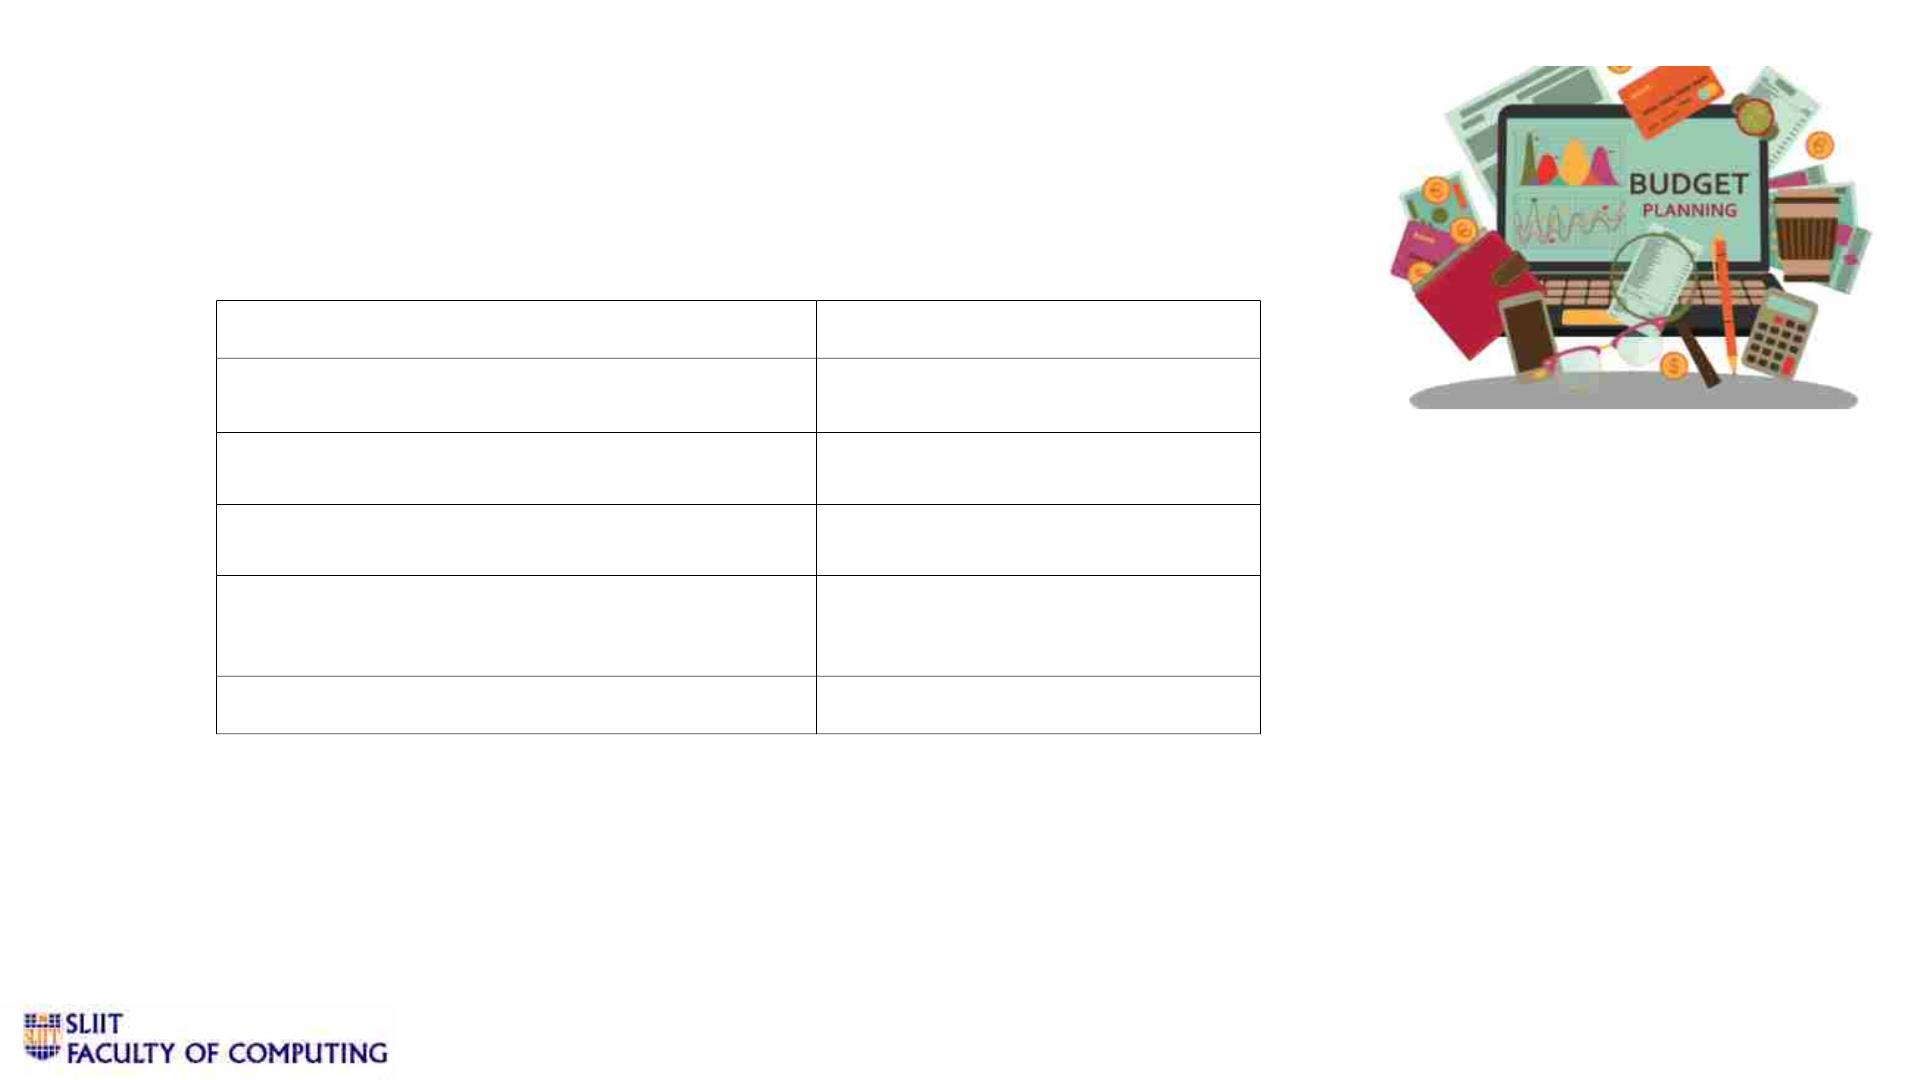 BUDGET
PLANNING
SLIIT
FACULTY OF COMPUTING